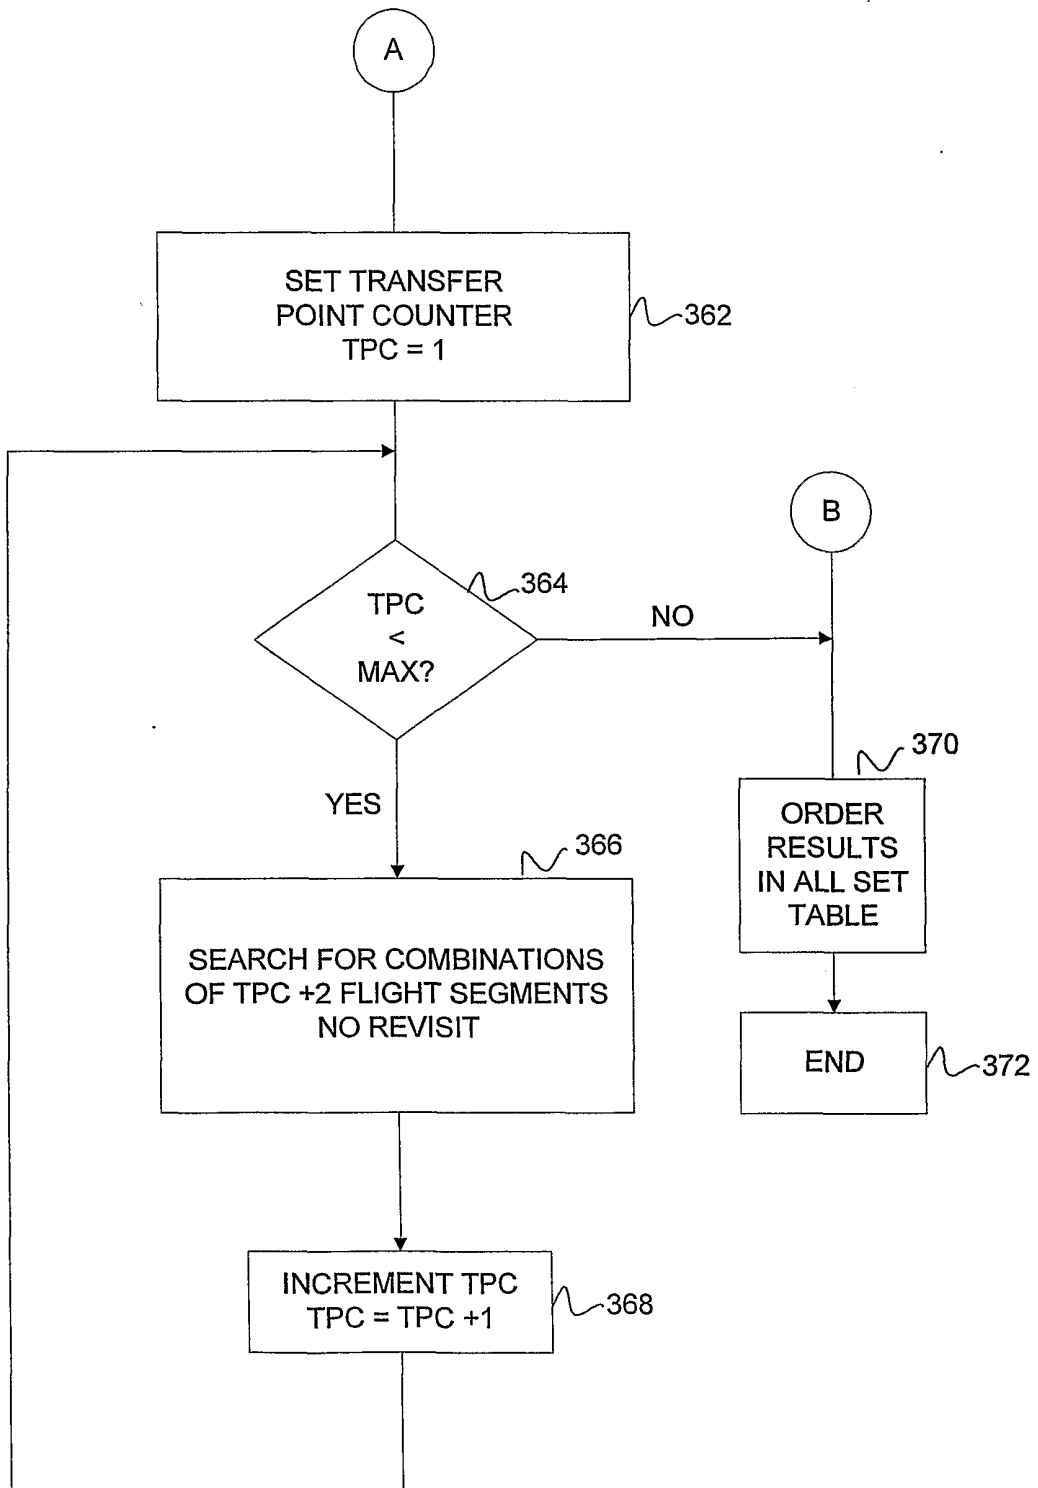 A
SET TRANSFER
POINT COUNTER
TPC = 1
362
B
364
TPC
<
MAX?
NO
YES
370
ORDER
RESULTS
IN ALL SET
TABLE
366
SEARCH FOR COMBINATIONS
OF TPC +2 FLIGHT SEGMENTS
NO REVISIT
END
372
INCREMENT TPC
TPC = TPC +1
368